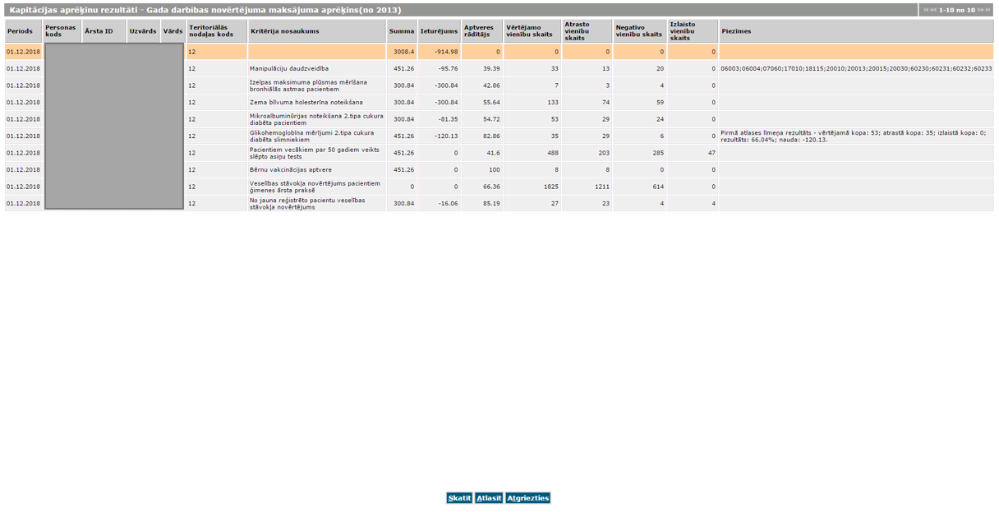 Kapitācijas aprēķinu rezultāti - Gada darbības novērtējuma maksājuma aprēķins(no 2013) 1-10 no 10
Periods Personas kods Ārsta ID Uzvārds Vārds Teritoriālās nodaļas kods Kritērija nosaukums Summa Ieturējums Aptveres rādītājs Vērtējamo vienību skaits Atrasto vienību skaits Negatīvo vienību skaits Izlaisto vienību skaits Piezīmes
01.12.2018 12 3008.4 -914.98 0 0 0 0 0
01.12.2018 12 Manipulāciju daudzveidība 451.26 -95.76 39.39 33 13 20 0 06003;06004;07060;17010;18115;20010;20013;20015;20030;60230;60231;60232;60233
01.12.2018 12 Izelpas maksimuma plūsmas mērīšana bronhiālās astmas pacientiem 300.84 -300.84 42.86 7 3 4 0
01.12.2018 12 Zema blīvuma holesterīna noteikšana 300.84 -300.84 55.64 133 74 59 0
01.12.2018 12 Mikroalbuminūrijas noteikšana 2.tipa cukura diabēta pacientiem 300.84 -81.35 54.72 53 29 24 0
01.12.2018 12 Glikohemoglobīna mērījumi 2.tipa cukura diabēta slimniekiem 451.26 -120.13 82.86 35 29 6 0 Pirmā atlases līmeņa rezultāts - vērtējamā kopa: 53; atrastā kopa: 35; izlaistā kopa: 0; rezultāts: 66.04%; nauda: -120.13.
01.12.2018 12 Pacientiem vecākiem par 50 gadiem veikts slēpto asiņu tests 451.26 0 41.6 488 203 285 47
01.12.2018 12 Bērnu vakcinācijas aptvere 451.26 0 100 8 8 0 0
01.12.2018 12 Veselības stāvokļa novērtējums pacientiem ģimenes ārsta praksē 0 0 66.36 1825 1211 614 0
01.12.2018 12 No jauna reģistrēto pacientu veselības stāvokļa novērtējums 300.84 -16.06 85.19 27 23 4 4
Skatīt Atlasīt Atgriezties